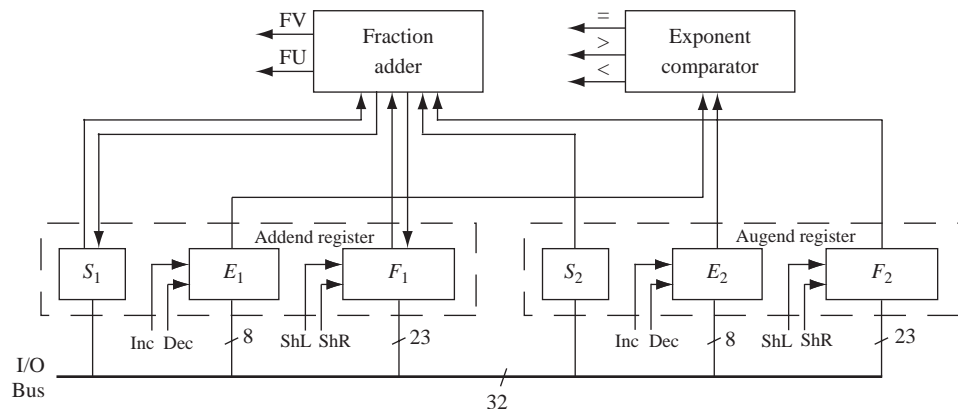 FV
FU
Fraction
adder
=
>
<
Exponent
comparator
Addend register
Augend register
S1
E1
F1
S2
E2
F2
Inc Dec
8
ShL ShR
23
Inc Dec
8
ShL ShR
23
I/O
Bus
32